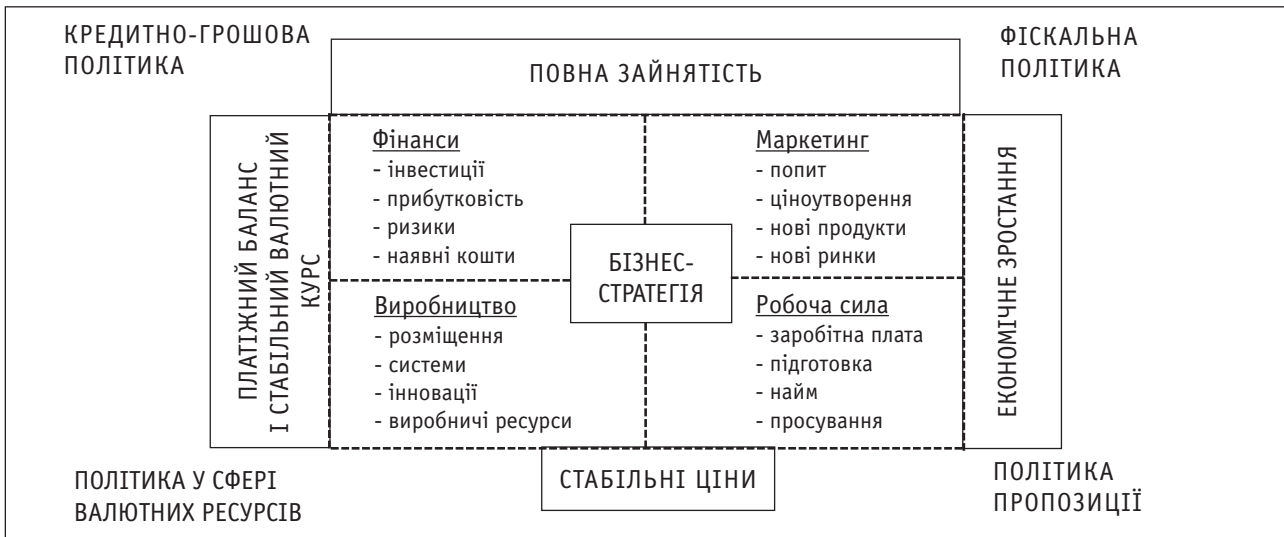 КРЕДИТНО-ГРОШОВА
ПОЛІТИКА
ПОВНА ЗАЙНЯТІСТЬ
ФІСКАЛЬНА
ПОЛІТИКА
ПЛАТІЖНИЙ БАЛАНС
І СТАБІЛЬНИЙ ВАЛЮТНИЙ
КУРС
Фінанси
- інвестиції
- прибутковість
- ризики
- наявні кошти
Маркетинг
- попит
- ціноутворення
- нові продукти
- нові ринки
БІЗНЕС-
СТРАТЕГІЯ
Виробництво
- розміщення
- системи
- інновації
- виробничі ресурси
Робоча сила
- заробітна плата
- підготовка
- найм
- просування
ЕКОНОМІЧНЕ ЗРОСТАННЯ
ПОЛІТИКА У СФЕРІ
ВАЛЮТНИХ РЕСУРСІВ
СТАБІЛЬНІ ЦІНИ
ПОЛІТИКА
ПРОПОЗИЦІЇ